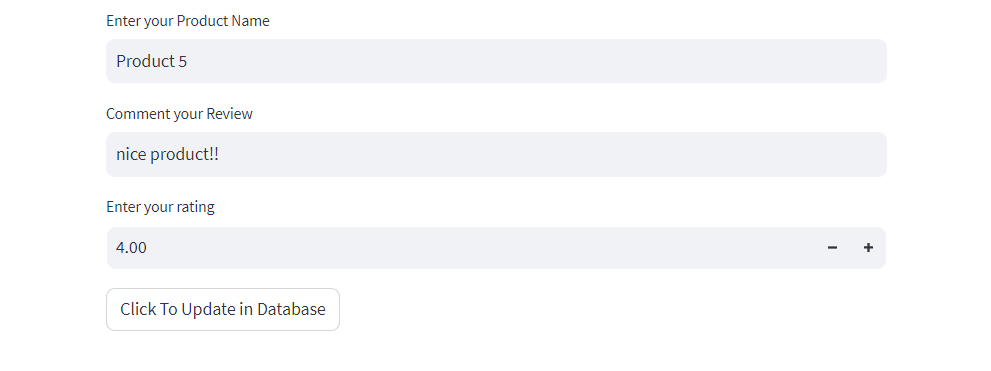 Enter your Product Name
Product 5
Comment your Review
nice product!!
Enter your rating
4.00 − +
Click To Update in Database